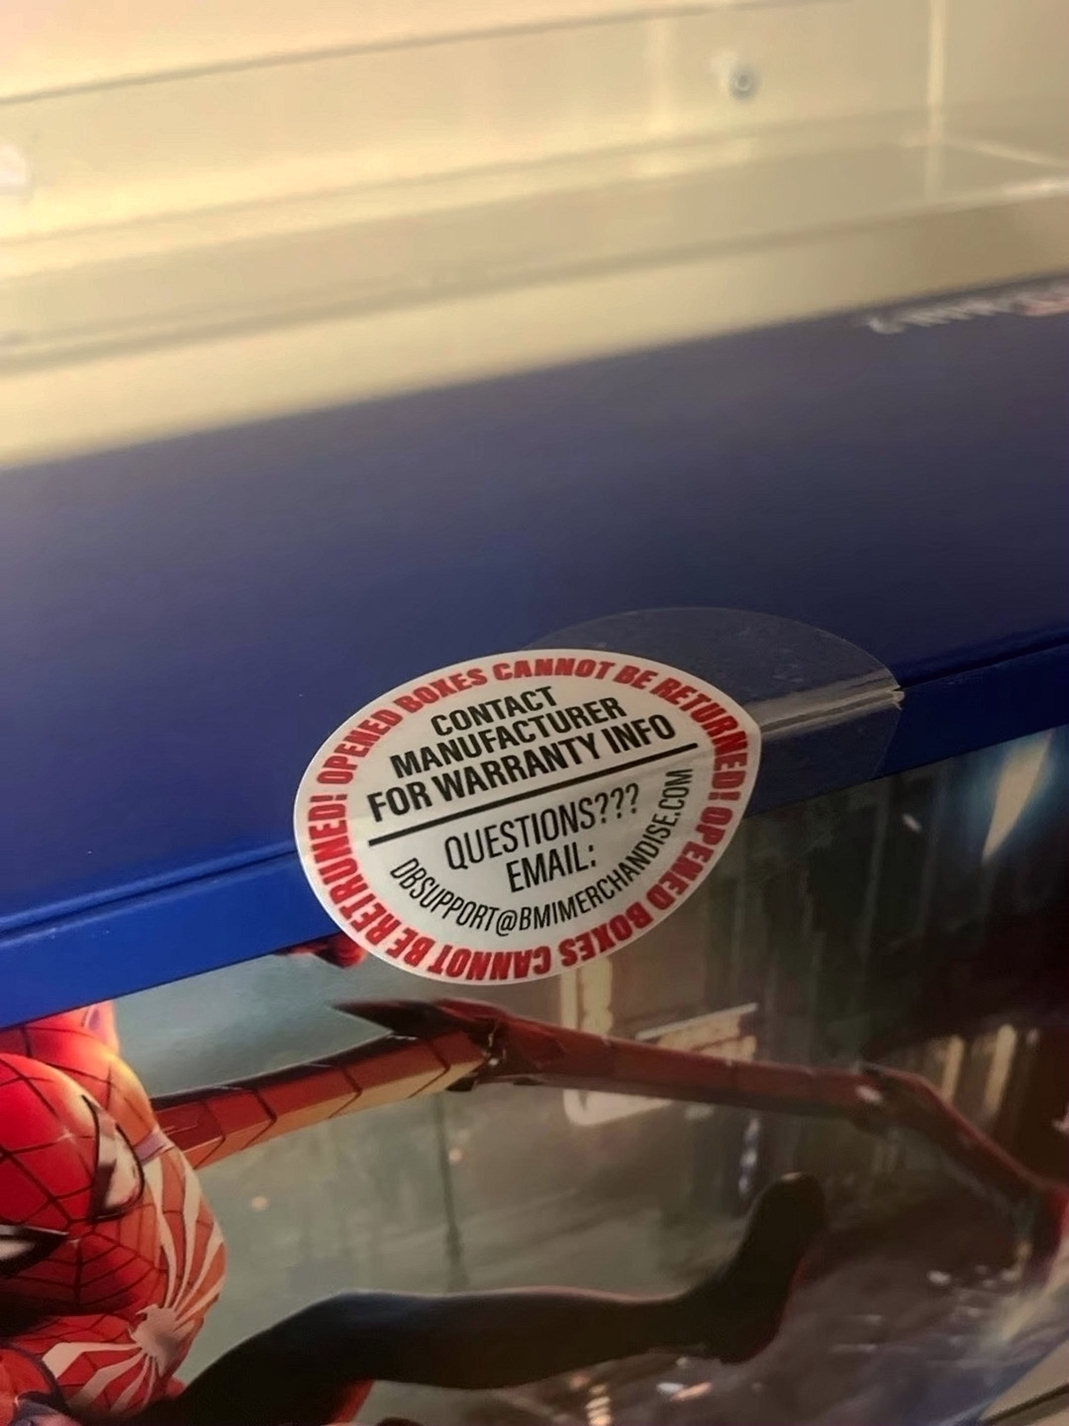 OPENED BOXES CANNOT BE RETURNED! OPENED BOXES CANNOT BE RETRUNED!
CONTACT
MANUFACTURER
FOR WARRANTY INFO
QUESTIONS???
EMAIL:
DBSUPPORT@BMIMERCHANDISE.COM